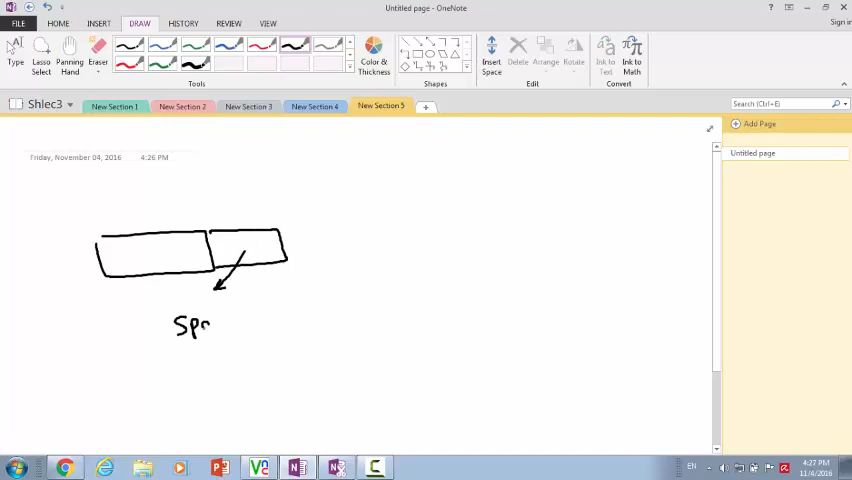 Untitled page - OneNote
FILE HOME INSERT DRAW HISTORY REVIEW VIEW
Sign in
Type Lasso Select Panning Hand Eraser Color & Thickness Insert Space Delete Arrange Rotate Ink to Text Ink to Math
Tools Shapes Edit Convert
Shlec3 New Section 1 New Section 2 New Section 3 New Section 4 New Section 5 Search (Ctrl+E)
Add Page
Untitled page
Friday, November 04, 2016 4:26 PM
Spr
EN 4:27 PM
11/4/2016